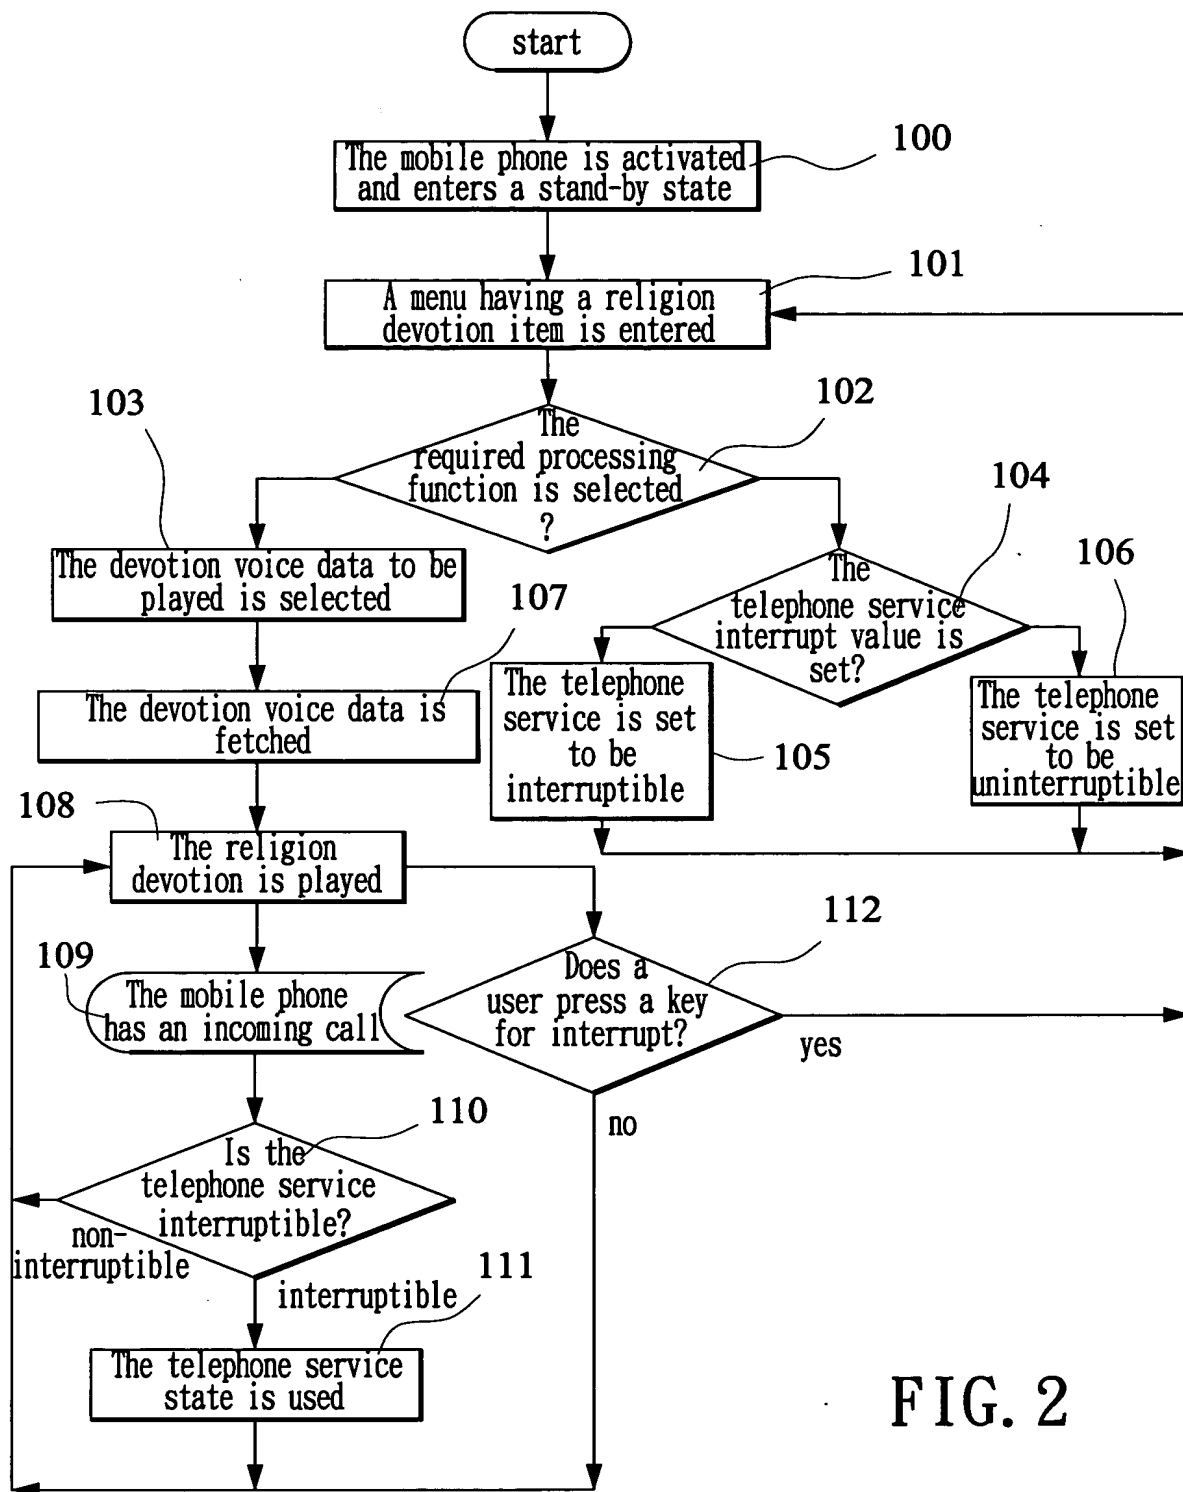 start
100
The mobile phone is activated
and enters a stand-by state
101
A menu having a religion
devotion item is entered
102
The
required processing
function is selected
?
103
The devotion voice data to be
played is selected
104
The
telephone service
interrupt value is
set?
106
107
The telephone
service is set
to be
interruptible
105
The telephone
service is set
to be
uninterruptible
The devotion voice data is
fetched
108
The religion
devotion is played
112
Does a
user press a key
for interrupt?
yes
no
109
The mobile phone
has an incoming call
110
Is the
telephone service
interruptible?
non-
interruptible
interruptible
111
The telephone service
state is used
FIG. 2